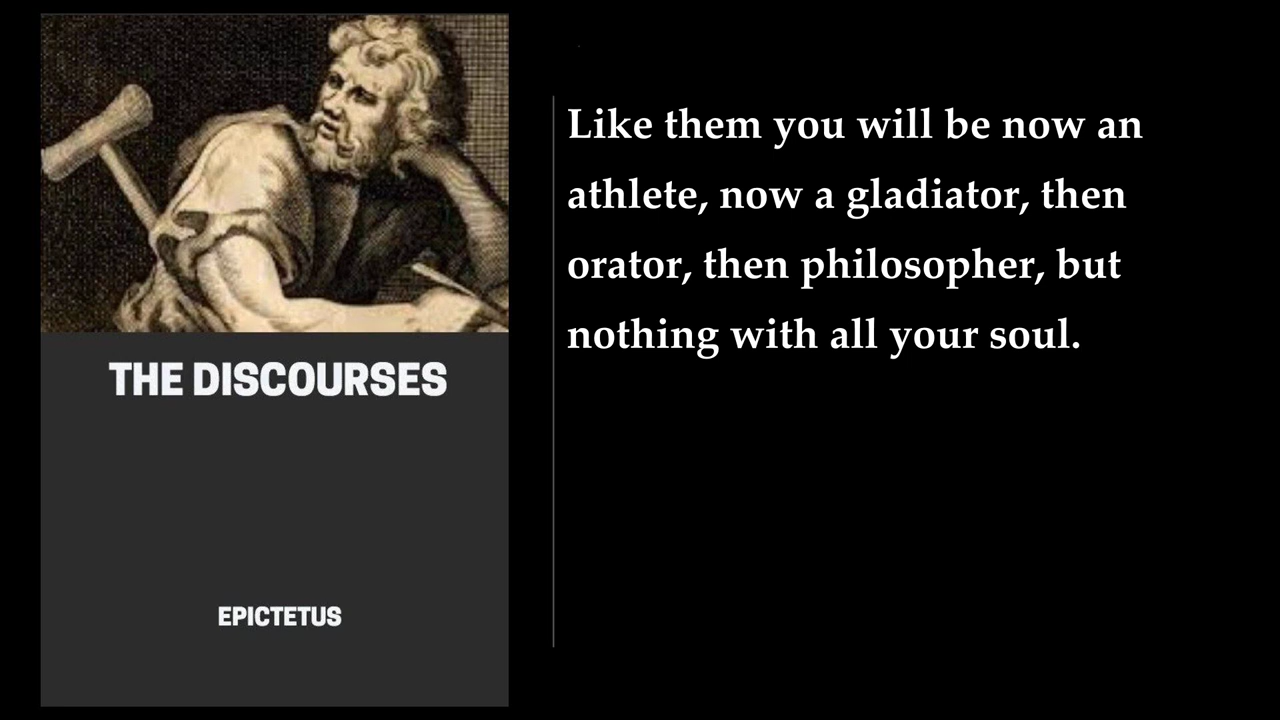 THE DISCOURSES
EPICTETUS
Like them you will be now an
athlete, now a gladiator, then
orator, then philosopher, but
nothing with all your soul.